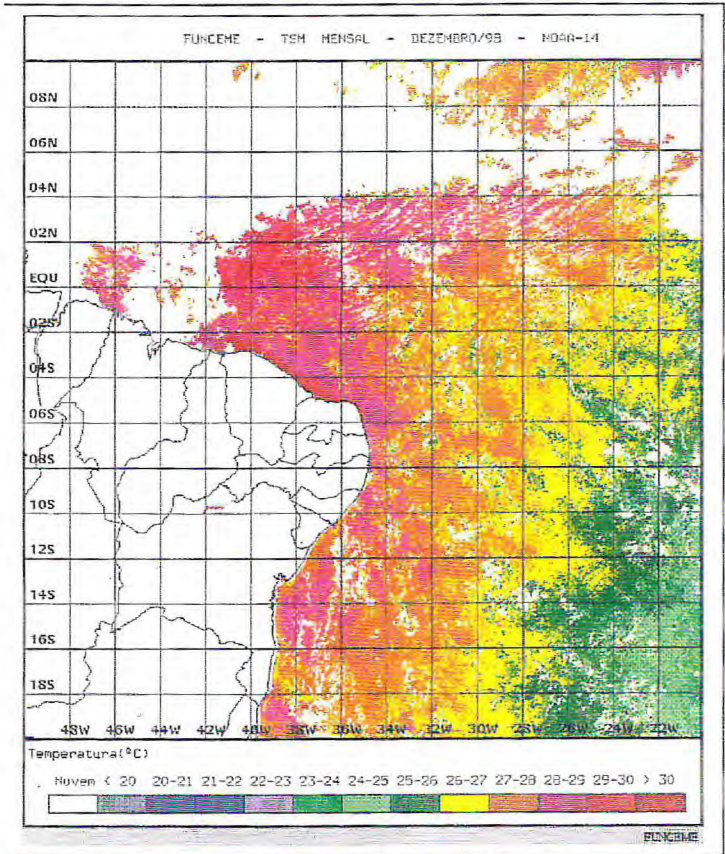 FUNCEME - TSM MENSAL - DEZEMBRO/98 - NOAA-14
08N
06N
04N
02N
EQU
02S
04S
06S
08S
10S
12S
14S
16S
18S
48W 46W 44W 42W 40W 38W 36W 34W 32W 30W 28W 26W 24W 22W
Temperatura(ºC)
Nuvem < 20 20-21 21-22 22-23 23-24 24-25 25-26 26-27 27-28 28-29 29-30 > 30
FUNCEME